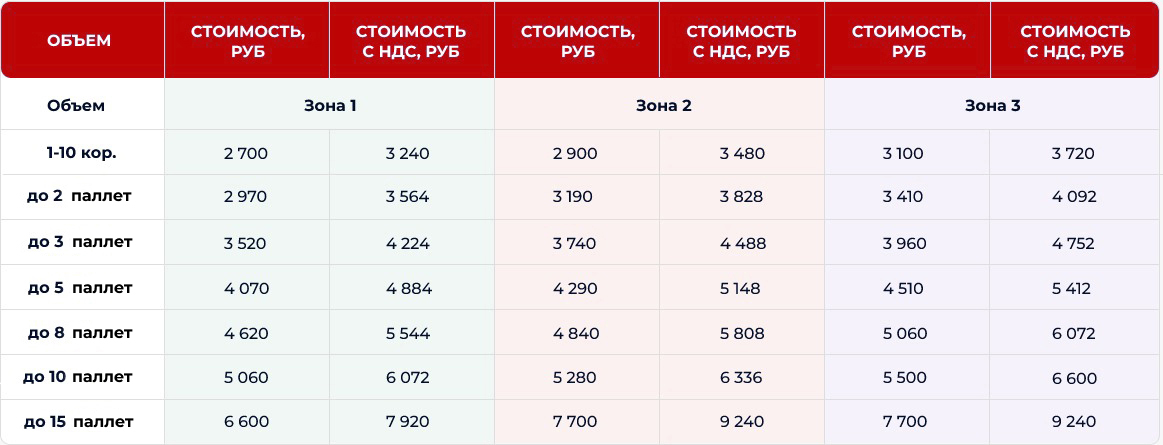 ОБЪЕМ СТОИМОСТЬ, РУБ СТОИМОСТЬ С НДС, РУБ СТОИМОСТЬ, РУБ СТОИМОСТЬ С НДС, РУБ СТОИМОСТЬ, РУБ СТОИМОСТЬ С НДС, РУБ
Объем Зона 1 Зона 2 Зона 3
1-10 кор. 2 700 3 240 2 900 3 480 3 100 3 720
до 2 паллет 2 970 3 564 3 190 3 828 3 410 4 092
до 3 паллет 3 520 4 224 3 740 4 488 3 960 4 752
до 5 паллет 4 070 4 884 4 290 5 148 4 510 5 412
до 8 паллет 4 620 5 544 4 840 5 808 5 060 6 072
до 10 паллет 5 060 6 072 5 280 6 336 5 500 6 600
до 15 паллет 6 600 7 920 7 700 9 240 7 700 9 240